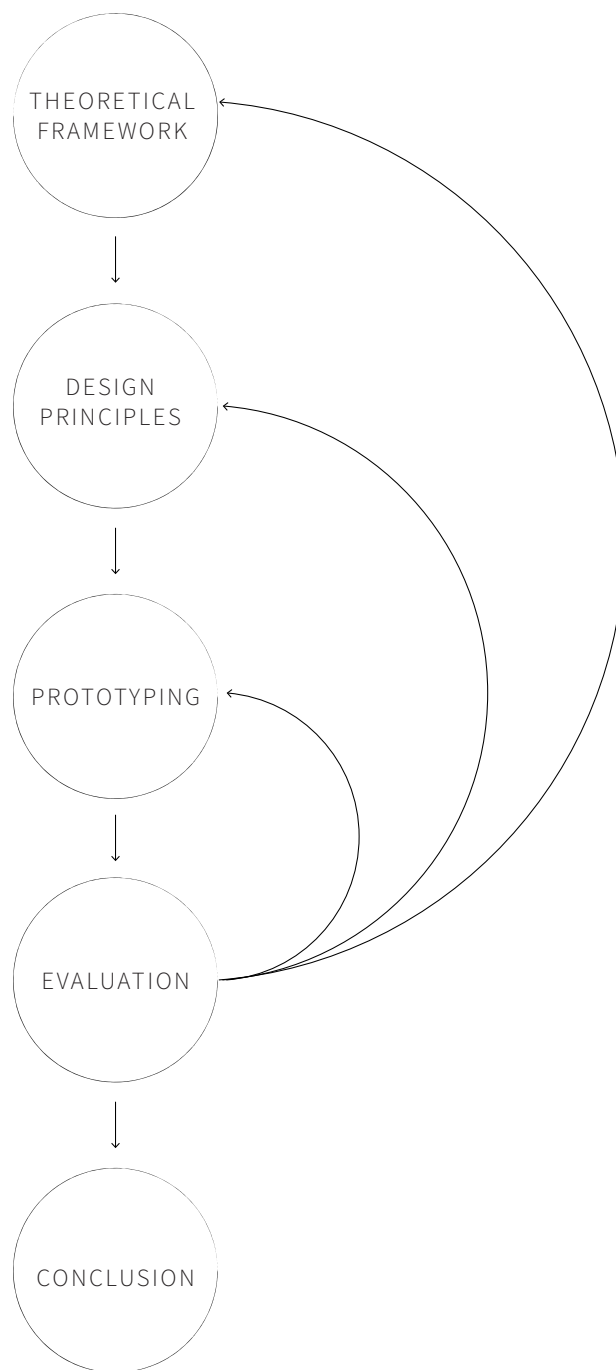 THEORETICAL
FRAMEWORK
DESIGN
PRINCIPLES
PROTOTYPING
EVALUATION
CONCLUSION